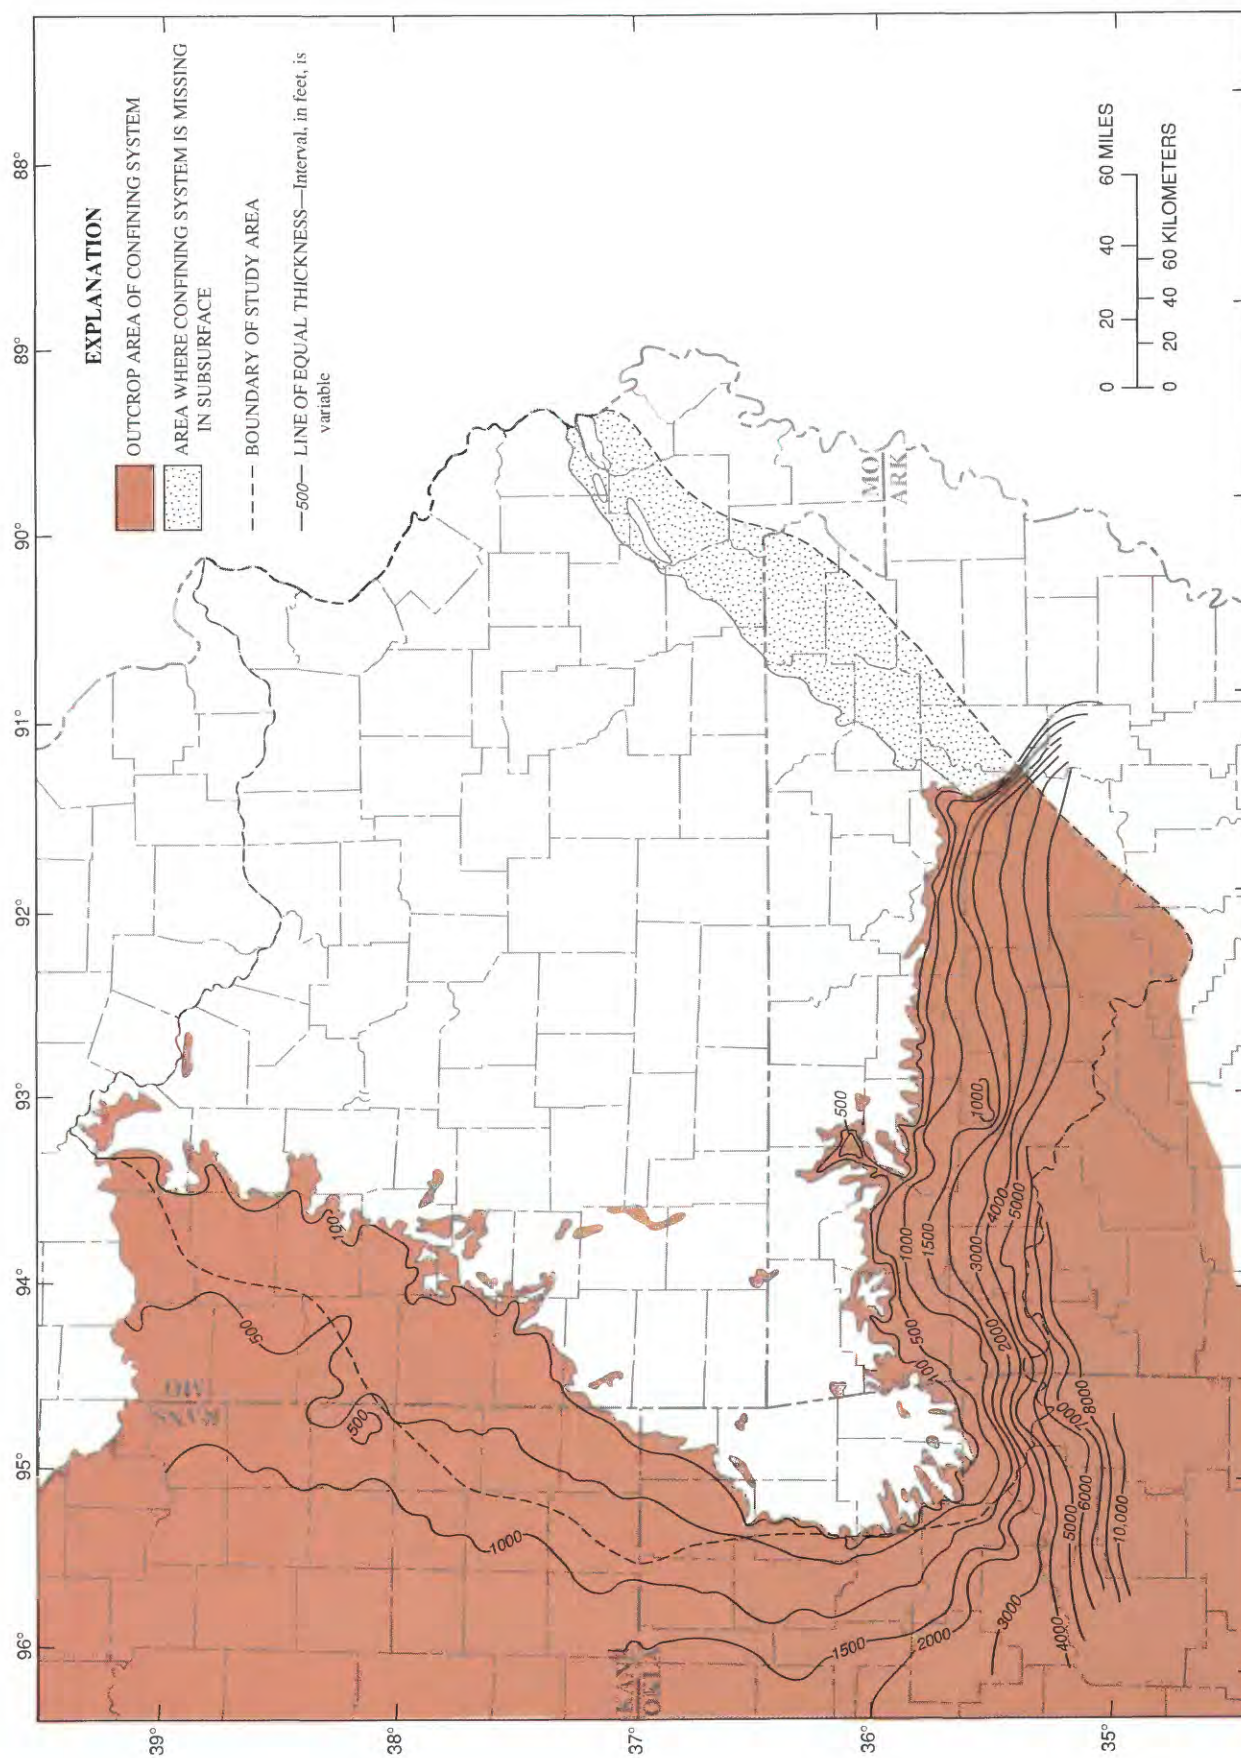 96°
95°
94°
93°
92°
91°
90°
89°
88°
39°
38°
37°
36°
35°
EXPLANATION
OUTCROP AREA OF CONFINING SYSTEM
AREA WHERE CONFINING SYSTEM IS MISSING
IN SUBSURFACE
BOUNDARY OF STUDY AREA
—500— LINE OF EQUAL THICKNESS—Interval, in feet, is
variable
0 20 40 60 MILES
0 20 40 60 KILOMETERS
KANS
MO
MO
ARK
KAN
OKLA
100
500
500
1000
1500
2000
3000
4000
5000
6000
10,000
7000
8000
100
500
2000
1000
1500
3000
4000
5000
500
1000